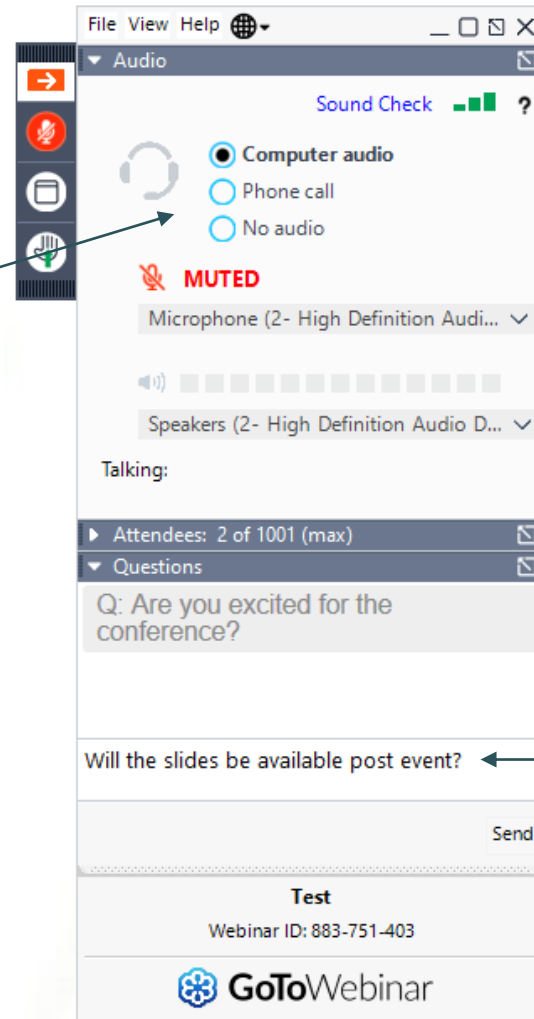 File View Help
Audio
Sound Check ?
Computer audio
Phone call
No audio
MUTED
Microphone (2- High Definition Audi...
Speakers (2- High Definition Audio D...
Talking:
Attendees: 2 of 1001 (max)
Questions
Q: Are you excited for the
conference?
Will the slides be available post event?
Send
Test
Webinar ID: 883-751-403
GoToWebinar